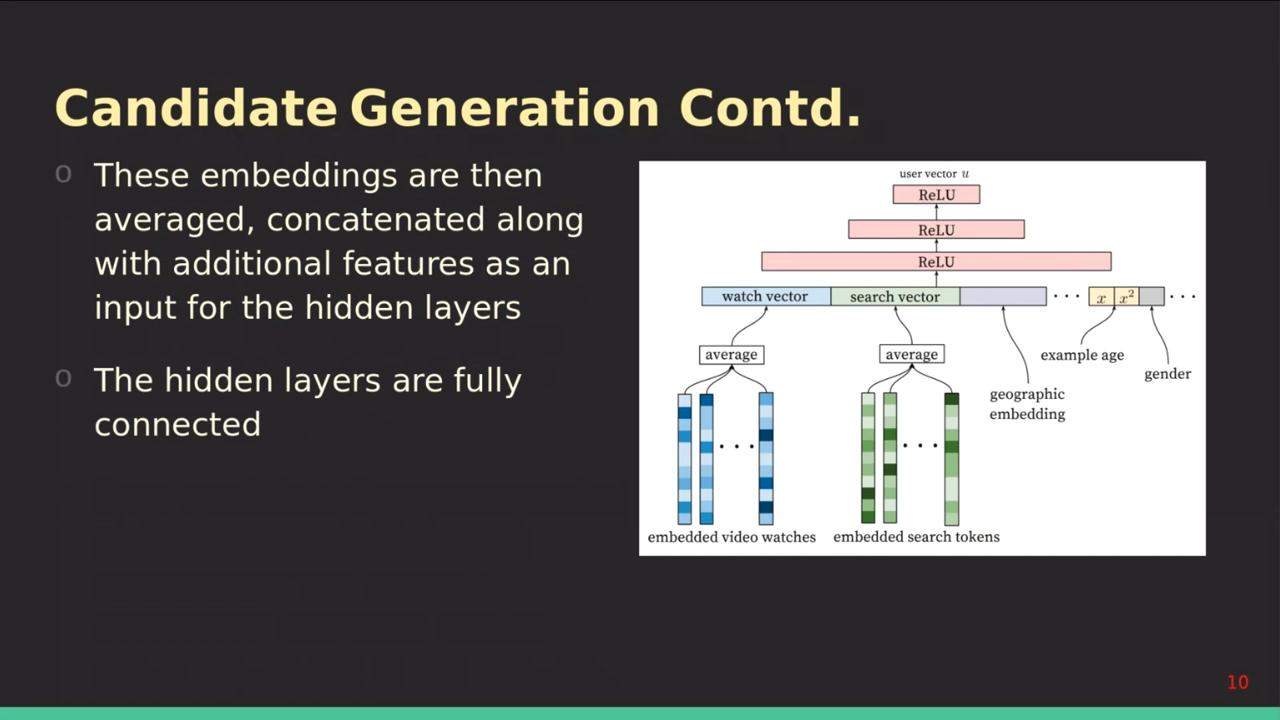 Candidate Generation Contd.
o These embeddings are then
averaged, concatenated along
with additional features as an
input for the hidden layers
o The hidden layers are fully
connected
user vector u
ReLU
ReLU
ReLU
watch vector search vector ... x x² ...
average average example age
gender
geographic
embedding
... ...
embedded video watches embedded search tokens
10